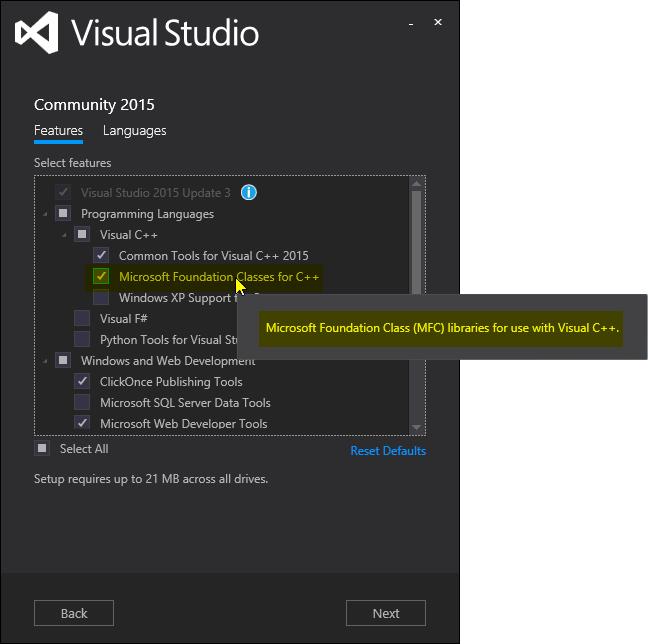 Visual Studio
Community 2015
Features Languages
Select features
Visual Studio 2015 Update 3
Programming Languages
Visual C++
Common Tools for Visual C++ 2015
Microsoft Foundation Classes for C++
Windows XP Support
Microsoft Foundation Class (MFC) libraries for use with Visual C++.
Visual F#
Python Tools for Visual
Windows and Web Development
ClickOnce Publishing Tools
Microsoft SQL Server Data Tools
Microsoft Web Developer Tools
Select All Reset Defaults
Setup requires up to 21 MB across all drives.
Back Next